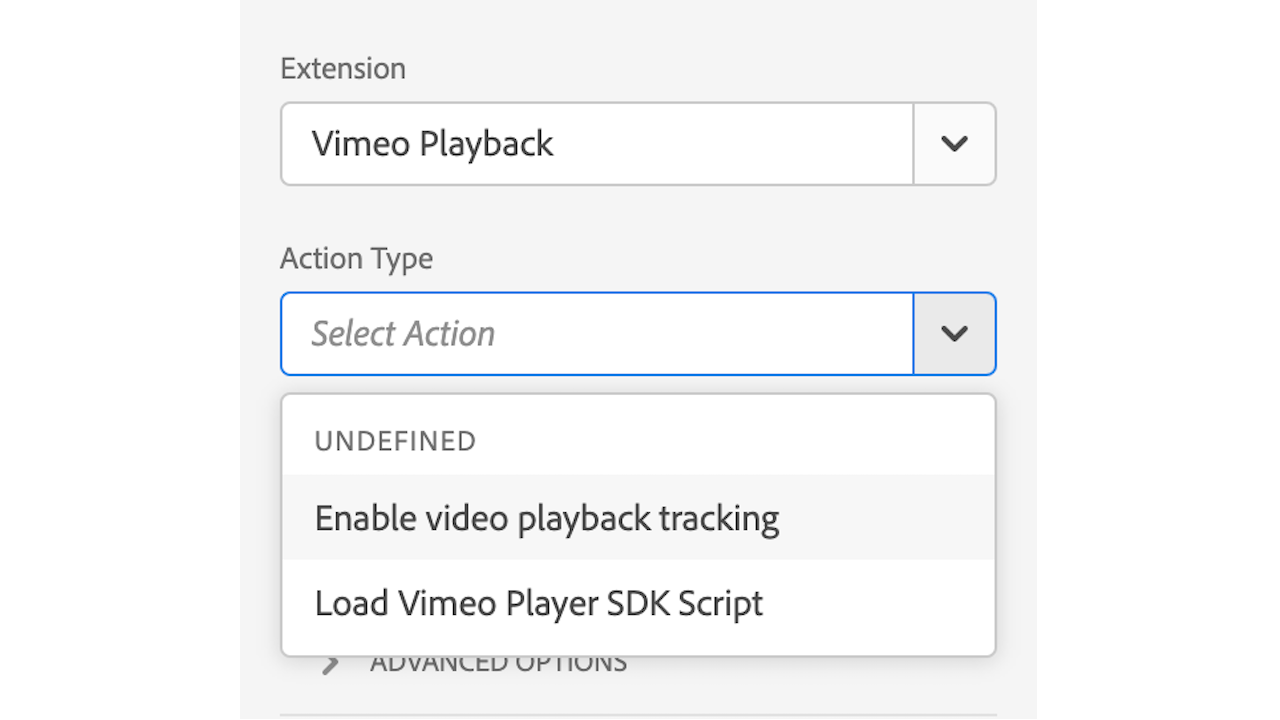 Extension
Vimeo Playback
Action Type
Select Action
UNDEFINED
Enable video playback tracking
Load Vimeo Player SDK Script
ADVANCED OPTIONS